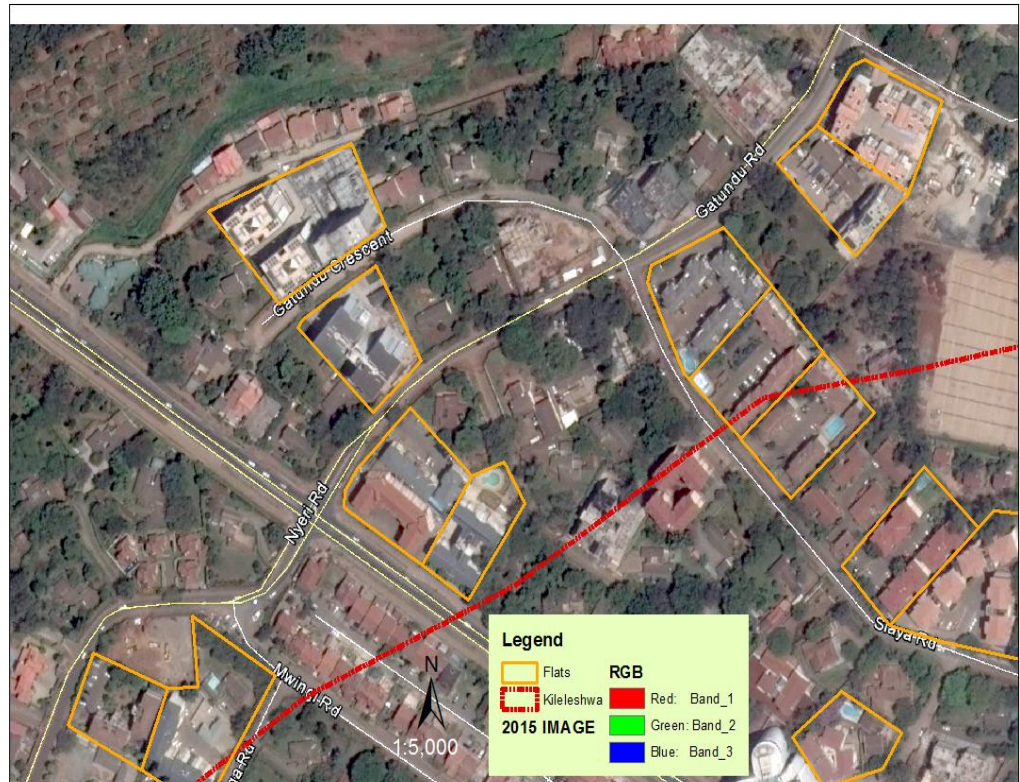 Gatundu Rd
Gatundu Crescent
Nyeri Rd
Siaya Rd
Mwingi Rd
N
1:5,000
Legend
Flats
Kileleshwa
2015 IMAGE
RGB
Red: Band_1
Green: Band_2
Blue: Band_3